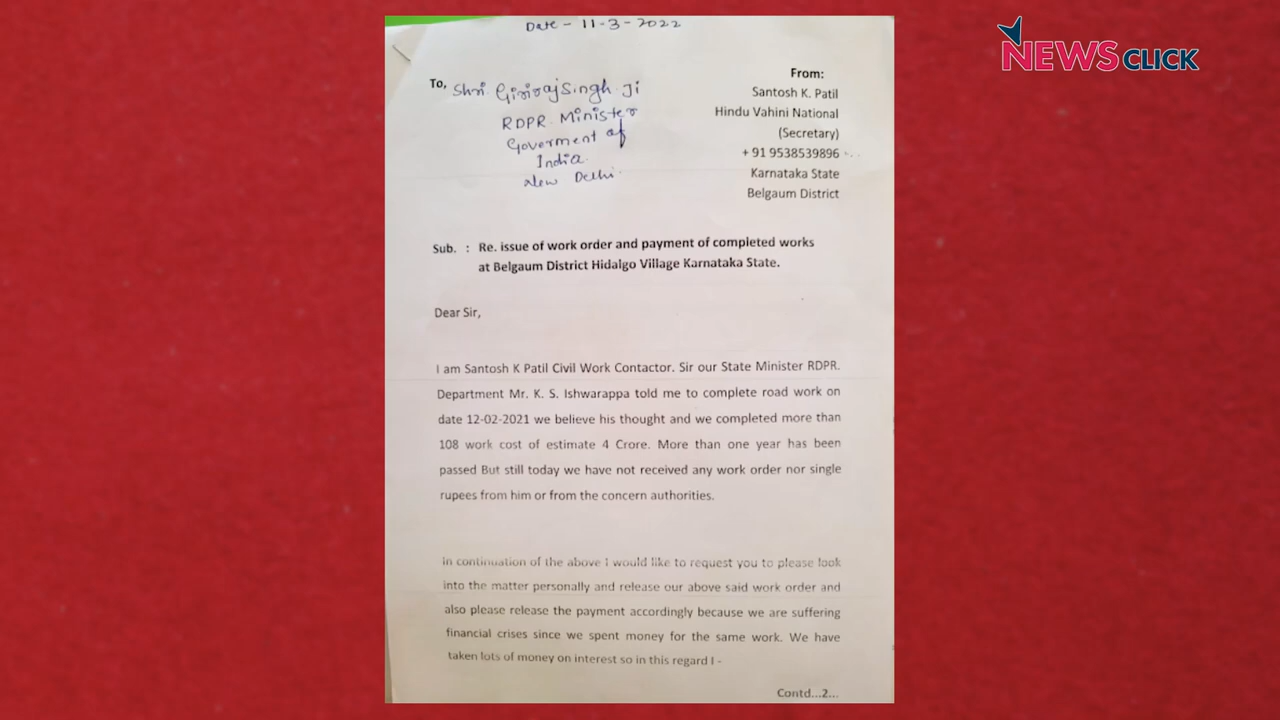 NEWS CLICK
Date - 11-3-2022
To, Shri. Girirajsingh Ji
RDPR Minister
Goverment of
India
New Delhi
From:
Santosh K. Patil
Hindu Vahini National
(Secretary)
+ 91 9538539896
Karnataka State
Belgaum District
Sub. : Re. issue of work order and payment of completed works
at Belgaum District Hidalgo Village Karnataka State.
Dear Sir,
I am Santosh K Patil Civil Work Contactor. Sir our State Minister RDPR.
Department Mr. K. S. Ishwarappa told me to complete road work on
date 12-02-2021 we believe his thought and we completed more than
108 work cost of estimate 4 Crore. More than one year has been
passed But still today we have not received any work order nor single
rupees from him or from the concern authorities.
In continuation of the above I would like to request you to please look
into the matter personally and release our above said work order and
also please release the payment accordingly because we are suffering
financial crises since we spent money for the same work. We have
taken lots of money on interest so in this regard I -
Contd...2...